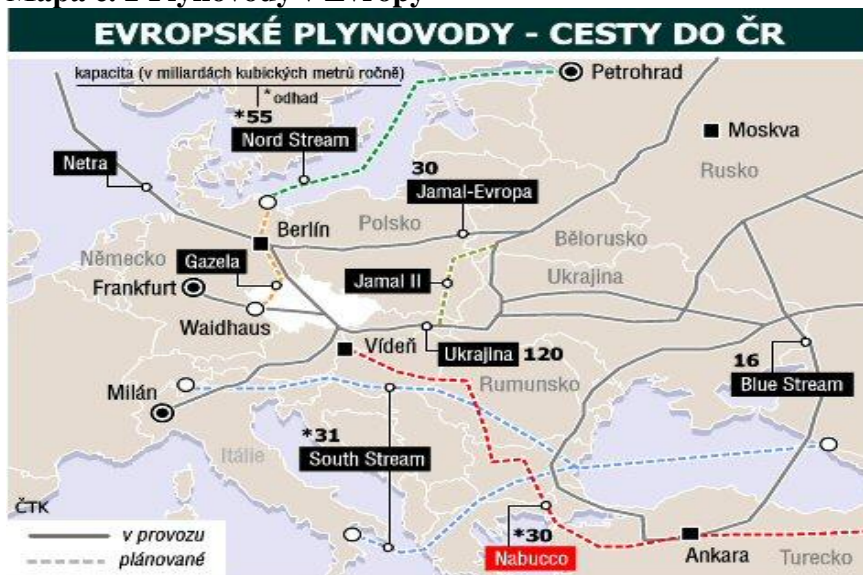 EVROPSKÉ PLYNOVODY - CESTY DO ČR
kapacita (v miliardách kubických metrů ročně)
*odhad
*55
Nord Stream
Petrohrad
Moskva
Rusko
Netra
30
Jamal-Evropa
Berlín
Polsko
Bělorusko
Německo
Gazela
Jamal II
Ukrajina
Frankfurt
Waidhaus
Vídeň
Ukrajina 120
16
Blue Stream
Rumunsko
Milán
*31
South Stream
Itálie
ČTK
v provozu
plánované
*30
Nabucco
Ankara
Turecko